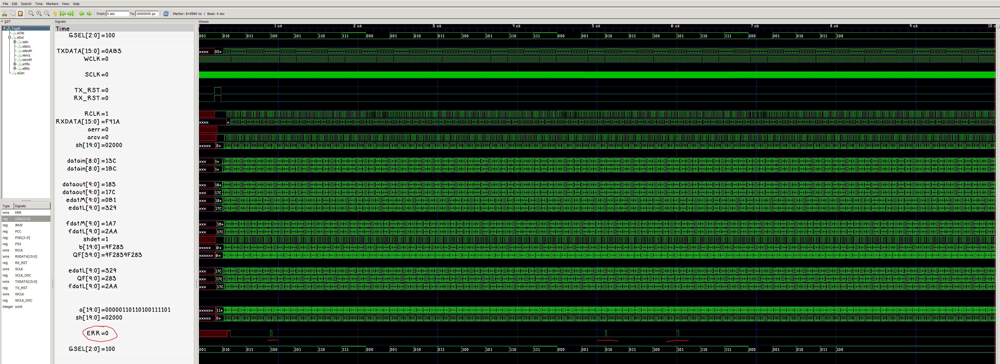 File Edit Search Time Markers View Help
From: 0 sec To: 16000050 ps Marker: B+9990 ns | Base: 0 sec
SST
TopM
xChk
xDut
xaln
xdecL
xdecM
xencL
xencM
xrfifo
xtfifo
xGen
Type Signals
wire ERR
reg GSEL[2:0]
reg INVD
reg PCC
reg PSEL[1:0]
reg PSS
wire RCLK
wire RXDATA[15:0]
reg RX_RST
wire SCLK
reg SCLK_OSC
wire TXDATA[15:0]
reg TX_RST
wire WCLK
reg WCLK_OSC
integer wcnt
Signals
Time
GSEL[2:0]=100
TXDATA[15:0]=0AB3
WCLK=0
SCLK=0
TX_RST=0
RX_RST=0
RCLK=1
RXDATA[15:0]=F41A
aerr=0
arcv=0
sh[19:0]=02000
datain[8:0]=13C
datain[8:0]=1BC
dataout[9:0]=183
dataout[9:0]=17C
edatM[9:0]=0B1
edatL[9:0]=329
fdatM[9:0]=1A7
fdatL[9:0]=2AA
shdet=1
b[19:0]=9F283
QF[39:0]=9F2839F283
edatL[9:0]=329
QF[9:0]=283
fdatL[9:0]=2AA
a[19:0]=00000110110100111101
sh[19:0]=02000
ERR=0
GSEL[2:0]=100
Waves
1 us 2 us 3 us 4 us 5 us 6 us 7 us 8 us 9 us 10 u
001 010 011 100 101 110 111 000 001 010 011 100 101 110 111 000 001 010 011 100 101 110 111 000 001 010 011 100
xxxx 00+
xxxx +
xxxxx 0+
xxx 1+
xxx 1+
xxx 18+
xxx 17C
xxx 18+
xxx 17C
xxx 18+
xxx 17C
xxxxx 6+
xxxxx+ 6+
xxx 17C
xxx 17C
xxx 17C
xxxxx+ 11+
xxxxx 0+
001 010 011 100 101 110 111 000 001 010 011 100 101 110 111 000 001 010 011 100 101 110 111 000 001 010 011 100